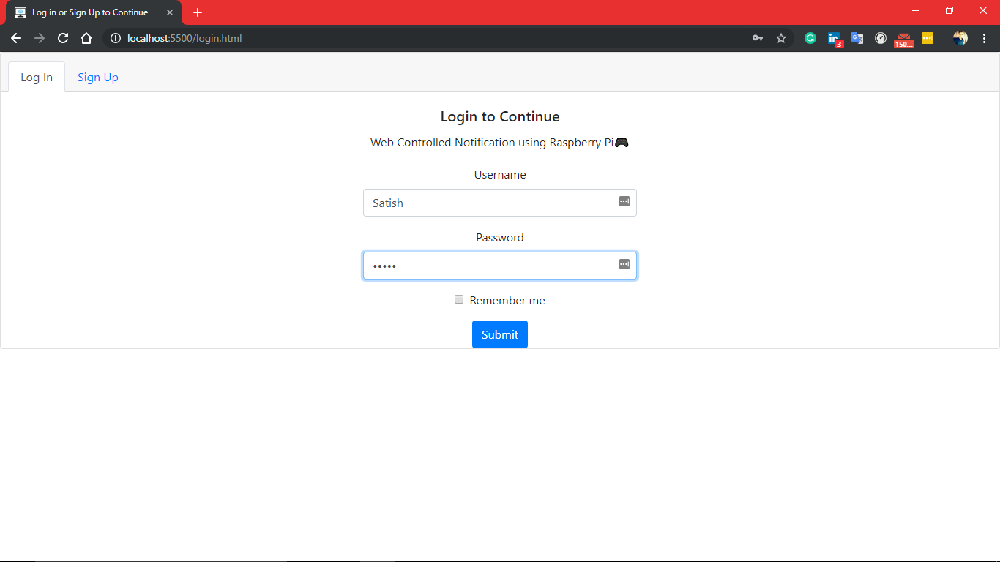 Log in or Sign Up to Continue
localhost:5500/login.html
3
150...
Log In
Sign Up
Login to Continue
Web Controlled Notification using Raspberry Pi🎮
Username
Satish
Password
•••••
Remember me
Submit